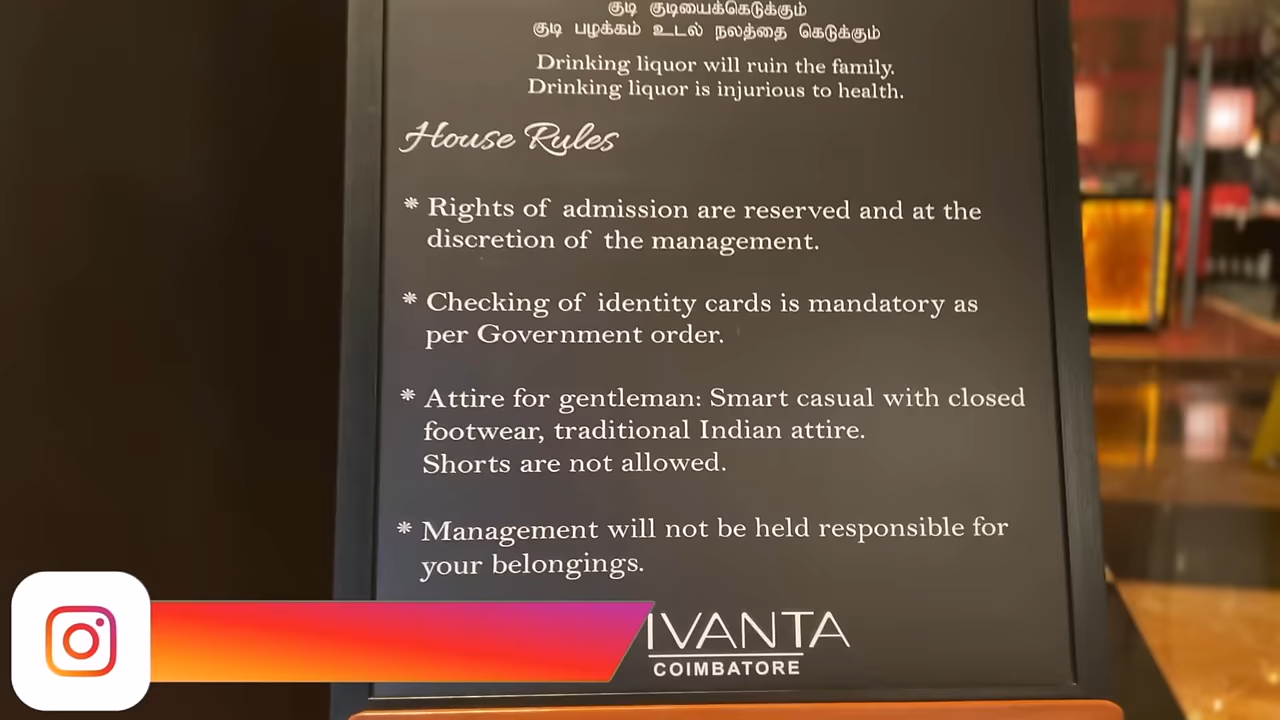 குடி குடியைக்கெடுக்கும்
குடி பழக்கம் உடல் நலத்தை கெடுக்கும்
Drinking liquor will ruin the family.
Drinking liquor is injurious to health.
House Rules
* Rights of admission are reserved and at the
discretion of the management.
* Checking of identity cards is mandatory as
per Government order.
* Attire for gentleman: Smart casual with closed
footwear, traditional Indian attire.
Shorts are not allowed.
* Management will not be held responsible for
your belongings.
IVANTA
COIMBATORE